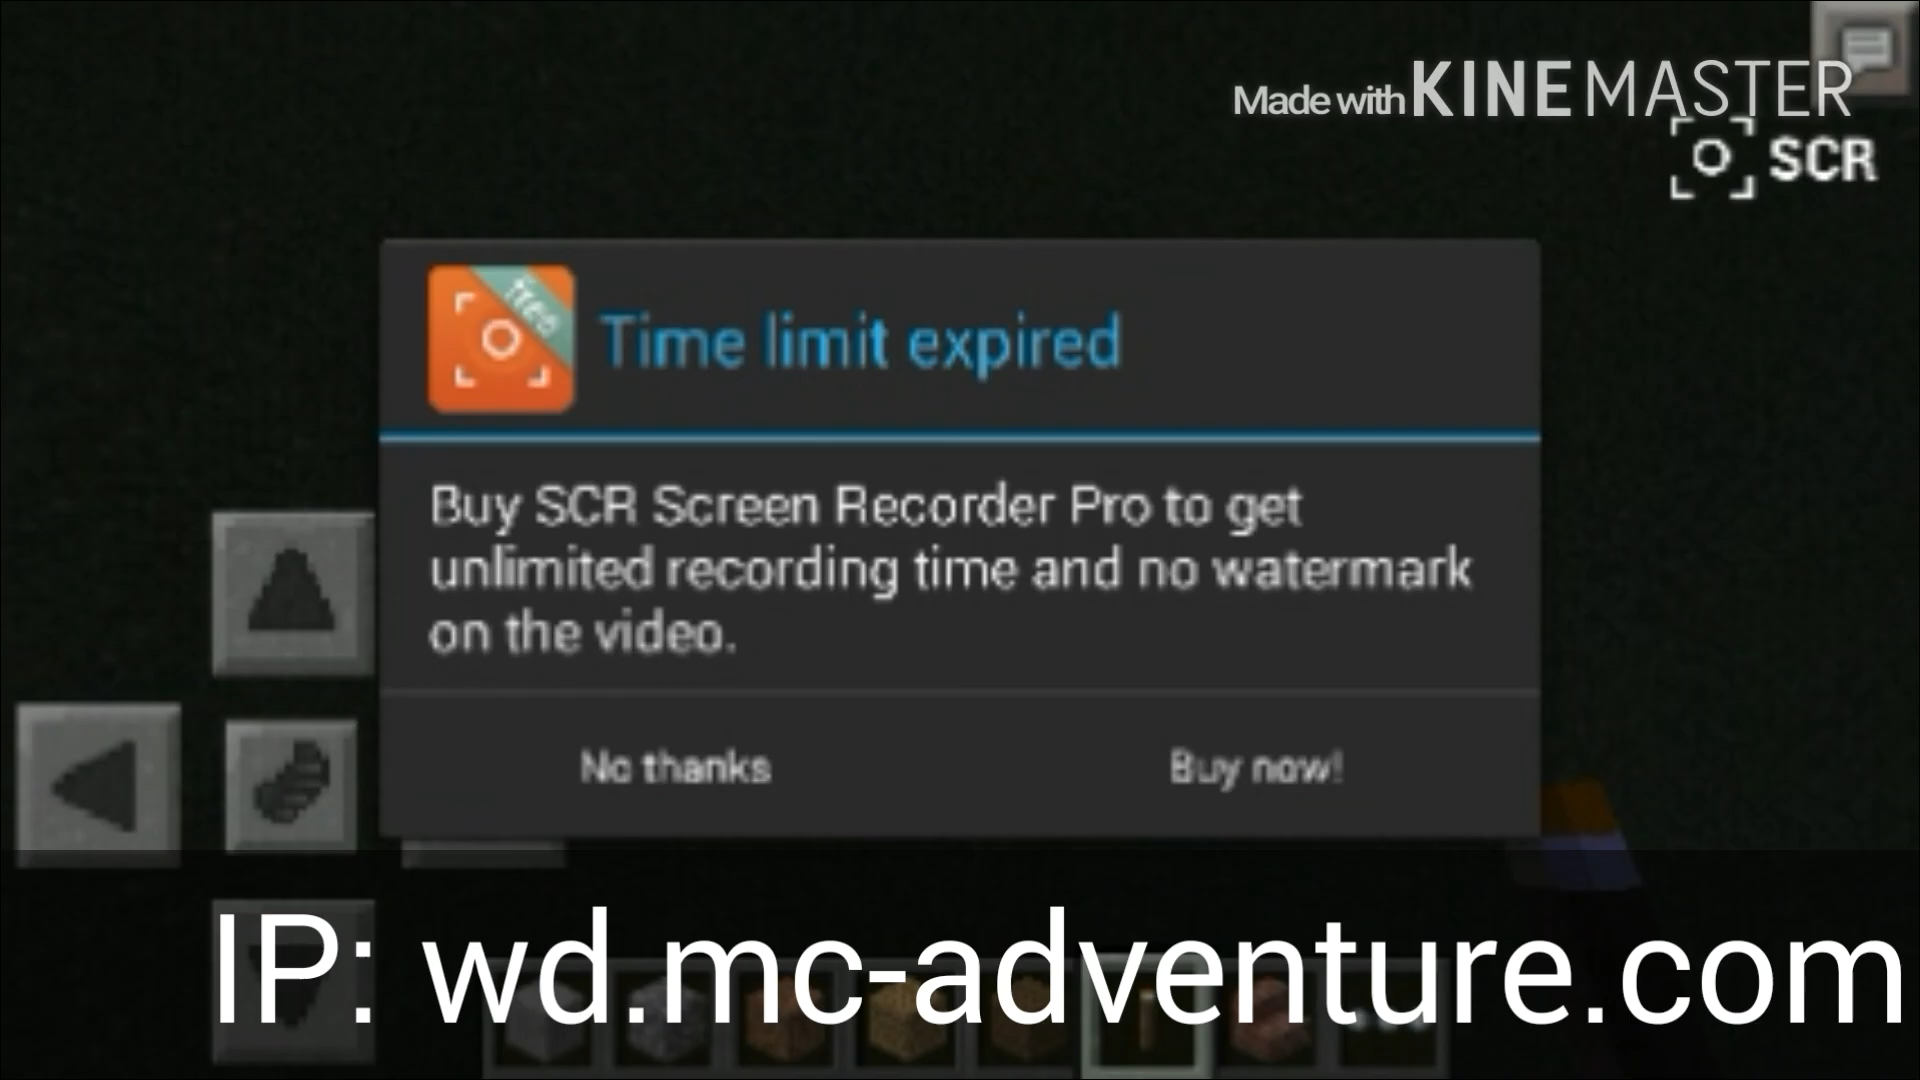 Made with KINEMASTER
SCR
free
Time limit expired
Buy SCR Screen Recorder Pro to get
unlimited recording time and no watermark
on the video.
No thanks
Buy now!
IP: wd.mc-adventure.com